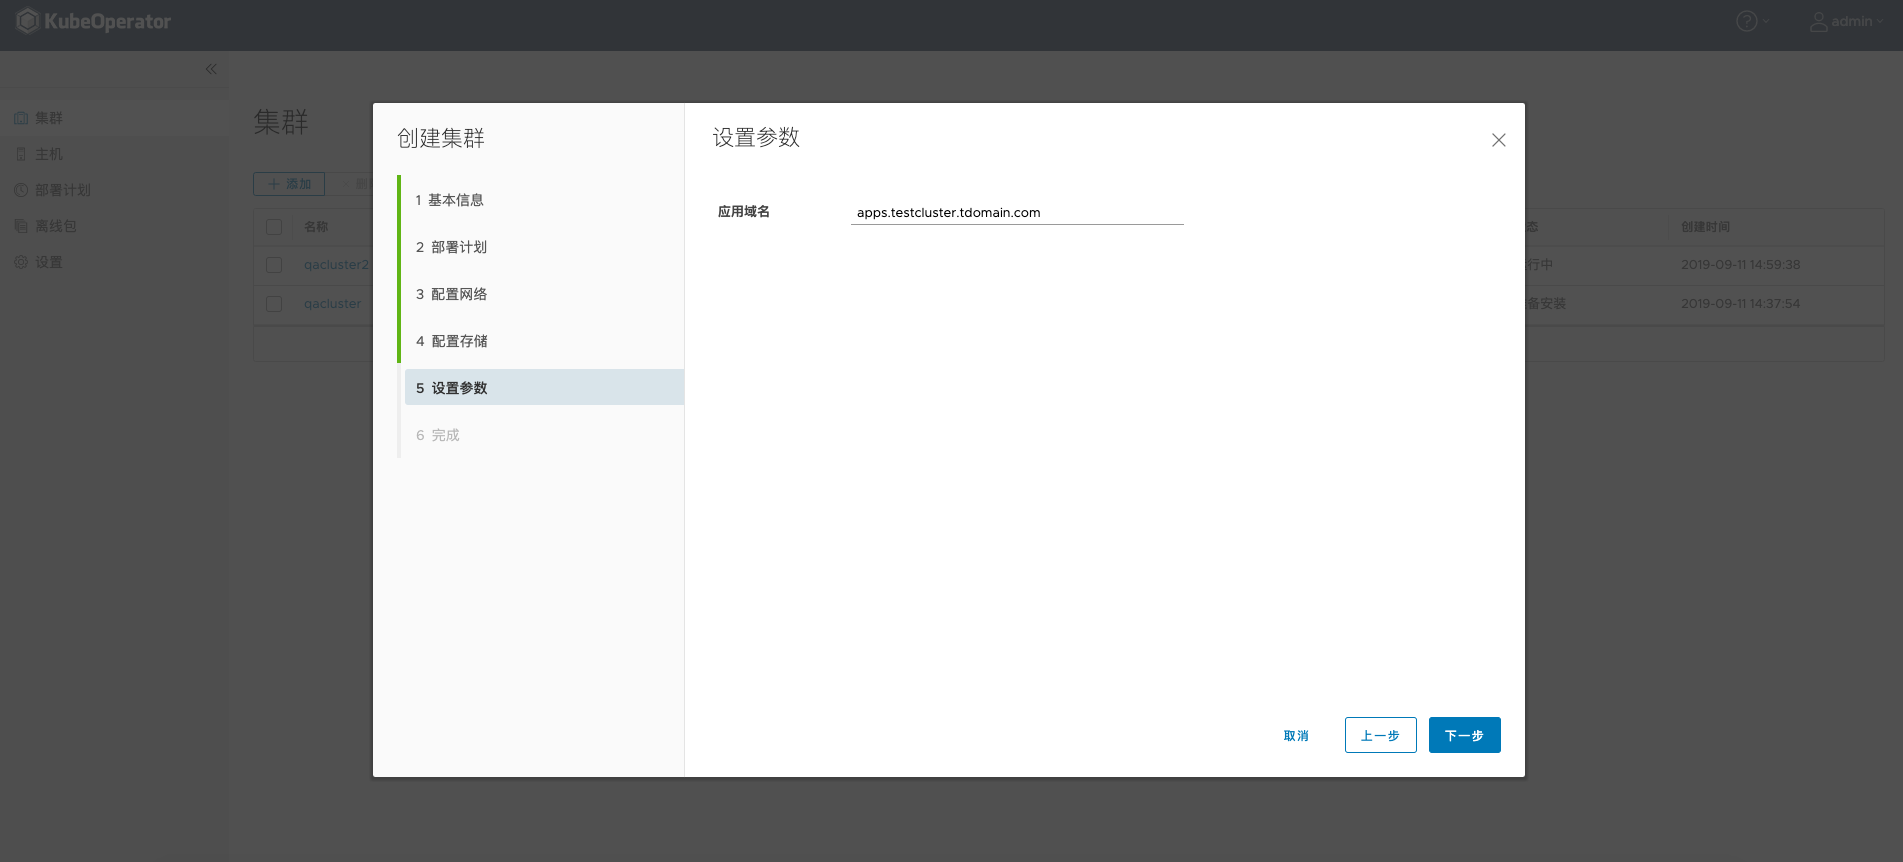 KubeOperator
admin
集群
主机
部署计划
离线包
设置
集群
添加
名称
创建时间
qacluster2
行中
2019-09-11 14:59:38
qacluster
备安装
2019-09-11 14:37:54
创建集群
1 基本信息
2 部署计划
3 配置网络
4 配置存储
5 设置参数
6 完成
设置参数
应用域名
apps.testcluster.tdomain.com
取消
上一步
下一步